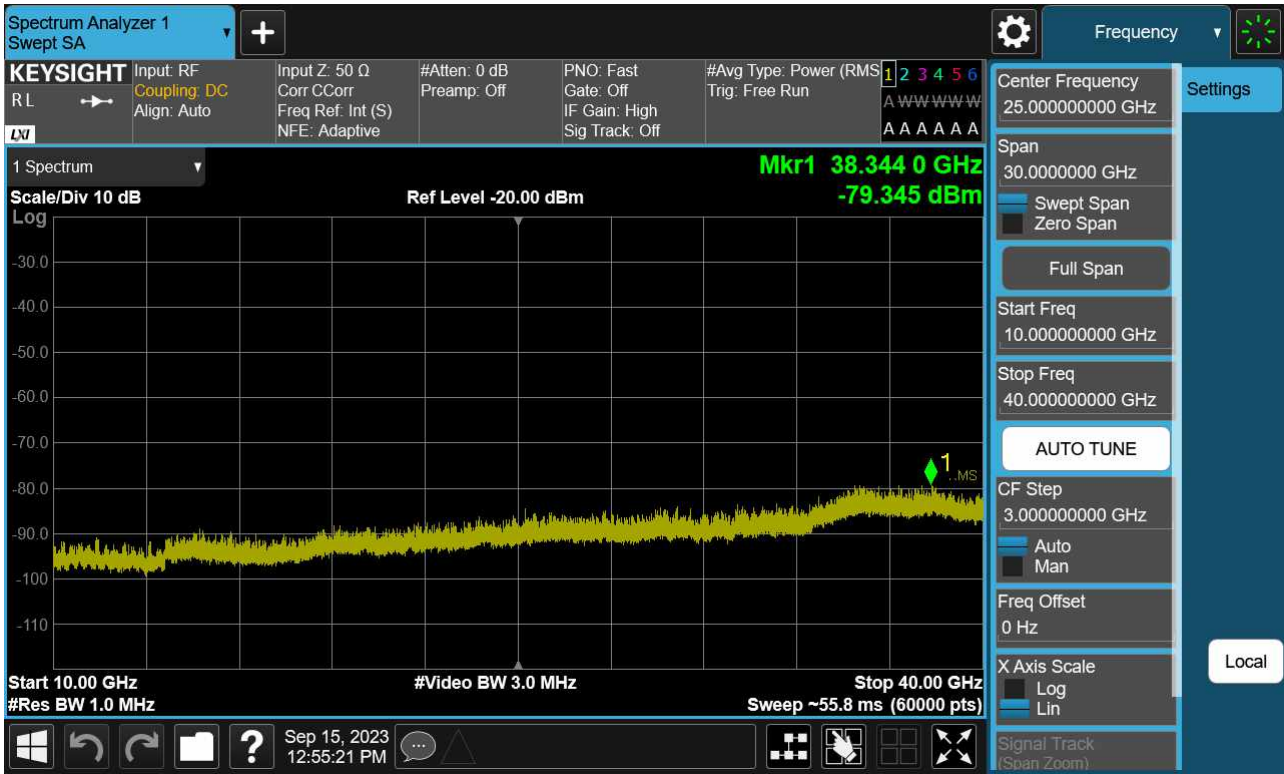 Spectrum Analyzer 1
Swept SA
Frequency
KEYSIGHT
RL
LXI
Input: RF
Coupling: DC
Align: Auto
Input Z: 50 Ω
Corr CCorr
Freq Ref: Int (S)
NFE: Adaptive
#Atten: 0 dB
Preamp: Off
PNO: Fast
Gate: Off
IF Gain: High
Sig Track: Off
#Avg Type: Power (RMS
Trig: Free Run
1 2 3 4 5 6
A W W W W W
A A A A A A
1 Spectrum
Scale/Div 10 dB
Log
Ref Level -20.00 dBm
Mkr1 38.344 0 GHz
-79.345 dBm
-30.0
-40.0
-50.0
-60.0
-70.0
-80.0
-90.0
-100
-110
1
..MS
Start 10.00 GHz
#Res BW 1.0 MHz
#Video BW 3.0 MHz
Stop 40.00 GHz
Sweep ~55.8 ms (60000 pts)
Center Frequency
25.000000000 GHz
Span
30.0000000 GHz
Swept Span
Zero Span
Full Span
Start Freq
10.000000000 GHz
Stop Freq
40.000000000 GHz
AUTO TUNE
CF Step
3.000000000 GHz
Auto
Man
Freq Offset
0 Hz
X Axis Scale
Log
Lin
Signal Track
(Span Zoom)
Settings
Local
?
Sep 15, 2023
12:55:21 PM